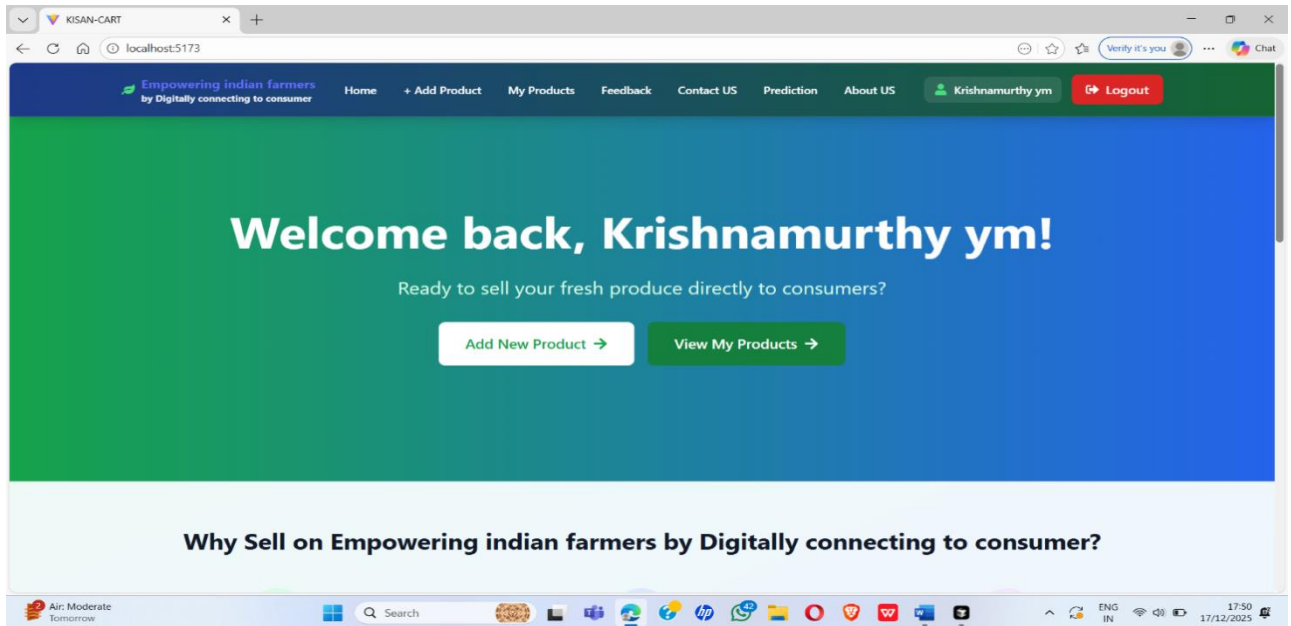 KISAN-CART
localhost:5173
Verify it's you
Chat
Empowering indian farmers
by Digitally connecting to consumer
Home + Add Product My Products Feedback Contact US Prediction About US Krishnamurthy ym Logout
Welcome back, Krishnamurthy ym!
Ready to sell your fresh produce directly to consumers?
Add New Product → View My Products →
Why Sell on Empowering indian farmers by Digitally connecting to consumer?
2
Air: Moderate
Tomorrow
Search
42
ENG
IN
17:50
17/12/2025